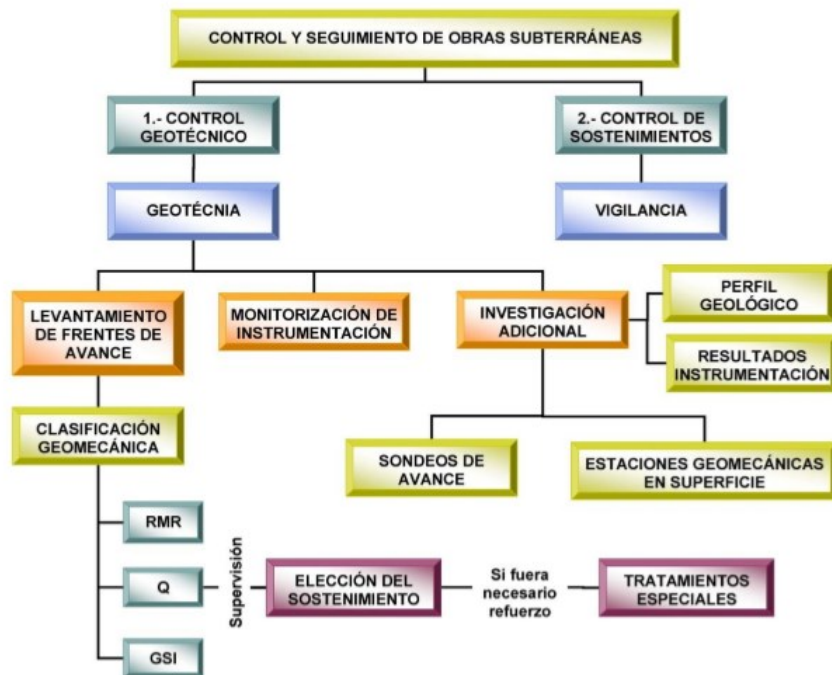 CONTROL Y SEGUIMIENTO DE OBRAS SUBTERRÁNEAS
1.- CONTROL
GEOTÉCNICO
2.- CONTROL DE
SOSTENIMIENTOS
GEOTÉCNIA
VIGILANCIA
LEVANTAMIENTO
DE FRENTES DE
AVANCE
MONITORIZACIÓN DE
INSTRUMENTACIÓN
INVESTIGACIÓN
ADICIONAL
PERFIL
GEOLÓGICO
RESULTADOS
INSTRUMENTACIÓN
CLASIFICACIÓN
GEOMECÁNICA
SONDEOS DE
AVANCE
ESTACIONES GEOMECÁNICAS
EN SUPERFICIE
RMR
Q
GSI
Supervisión
ELECCIÓN DEL
SOSTENIMIENTO
Si fuera
necesario
refuerzo
TRATAMIENTOS
ESPECIALES